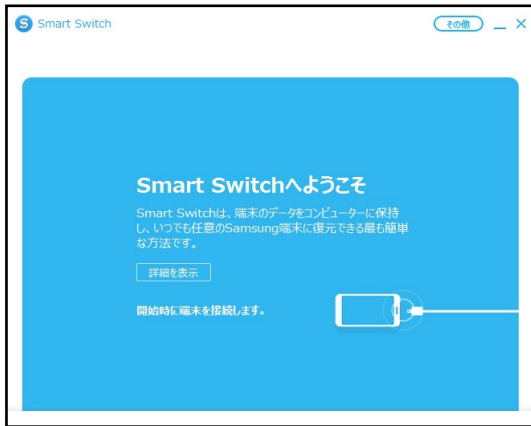 S Smart Switch
その他
Smart Switchへようこそ
Smart Switchは、端末のデータをコンピューターに保持
し、いつでも任意のSamsung端末に復元できる最も簡単
な方法です。
詳細を表示
開始時に端末を接続します。